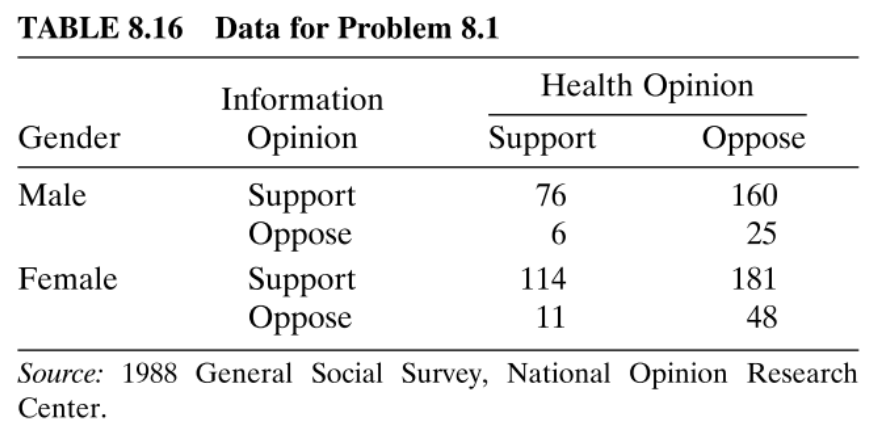 TABLE 8.16 Data for Problem 8.1
Health Opinion
Information
Gender Opinion Support Oppose
Male Support 76 160
Oppose 6 25
Female Support 114 181
Oppose 11 48
Source: 1988 General Social Survey, National Opinion Research
Center.